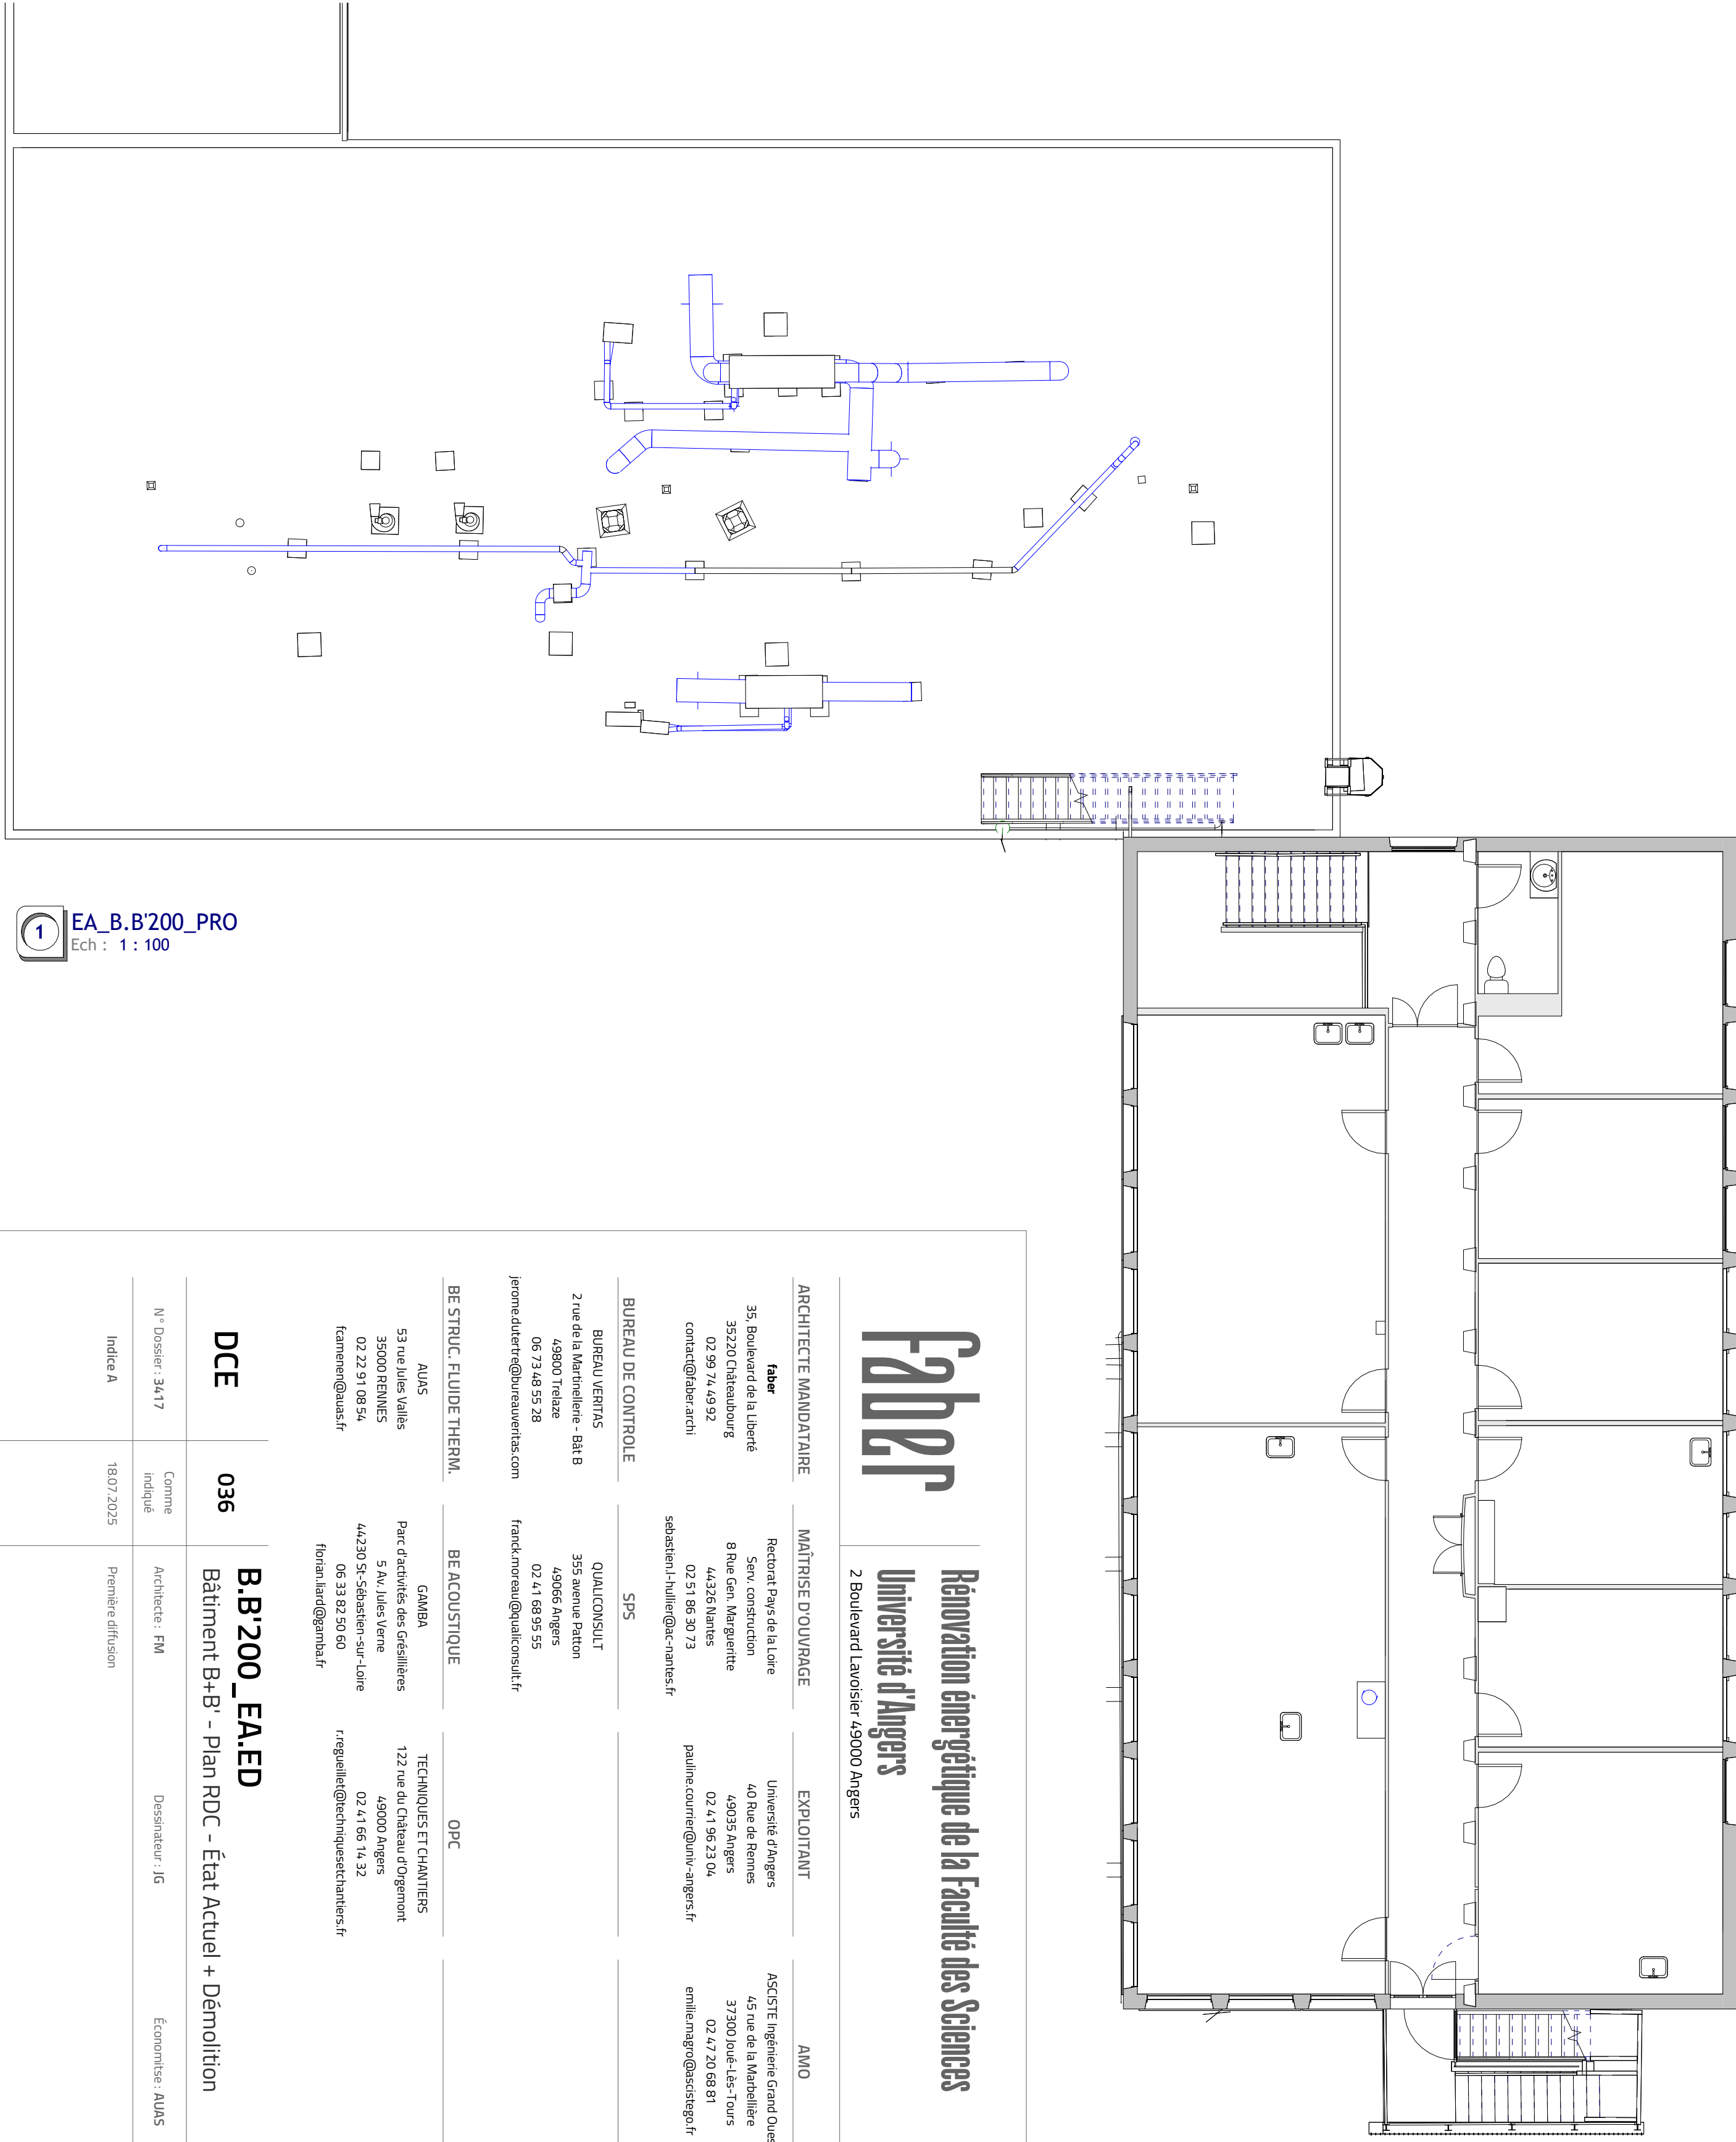 1
EA_B.B'200_PRO
Ech : 1 : 100
faber
Rénovation énergétique de la Faculté des Sciences
Université d'Angers
2 Boulevard Lavoisier 49000 Angers
ARCHITECTE MANDATAIRE
faber
35, Boulevard de la Liberté
35220 Châteaubourg
02 99 74 49 92
contact@faber.archi
MAÎTRISE D'OUVRAGE
Rectorat Pays de la Loire
Serv. construction
8 Rue Gen. Margueritte
44326 Nantes
02 51 86 30 73
sebastien.l-hullier@ac-nantes.fr
EXPLOITANT
Université d'Angers
40 Rue de Rennes
49035 Angers
02 41 96 23 04
pauline.courrier@univ-angers.fr
AMO
ASCISTE Ingénierie Grand Oues
45 rue de la Marbellière
37300 Joué-Lès-Tours
02 47 20 68 81
emilie.magro@ascistego.fr
BUREAU DE CONTROLE
BUREAU VERITAS
2 rue de la Martinellerie - Bât B
49800 Trelaze
06 73 48 55 28
jerome.dutertre@bureauveritas.com
SPS
QUALICONSULT
355 avenue Patton
49066 Angers
02 41 68 95 55
franck.moreau@qualiconsult.fr
BE STRUC. FLUIDE THERM.
AUAS
53 rue Jules Vallès
35000 RENNES
02 22 91 08 54
fcamenen@auas.fr
BE ACOUSTIQUE
GAMBA
Parc d'activités des Grésillières
5 Av. Jules Verne
44230 St-Sébastien-sur-Loire
06 33 82 50 60
florian.liard@gamba.fr
OPC
TECHNIQUES ET CHANTIERS
122 rue du Château d'Orgemont
49000 Angers
02 41 66 14 32
r.regueillet@techniquesetchantiers.fr
DCE
036
B.B'200_EA.ED
Bâtiment B+B' - Plan RDC - État Actuel + Démolition
N° Dossier : 3417
Comme
indiqué
Architecte : FM
Dessinateur : JG
Économitse : AUAS
Indice A
18.07.2025
Première diffusion